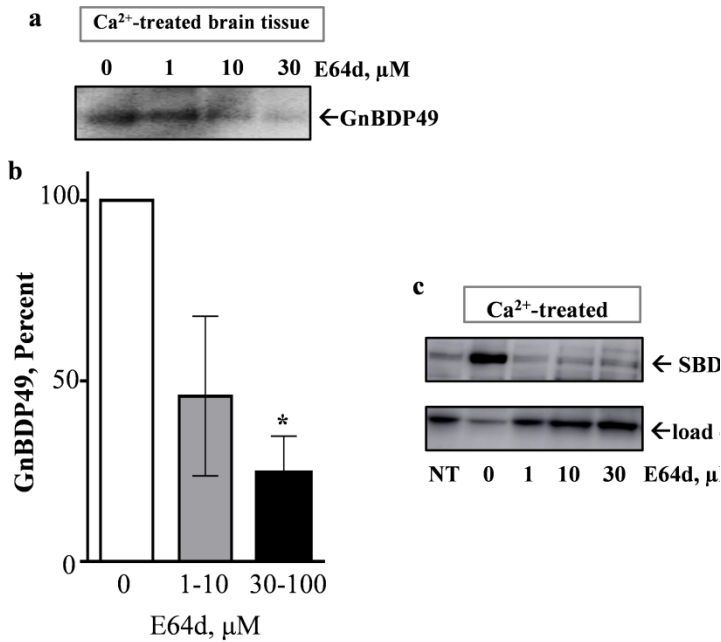 a
Ca²⁺-treated brain tissue
0 1 10 30 E64d, μM
←GnBDP49
b
GnBDP49, Percent
100
50
0
0 1-10 30-100
E64d, μM
*
c
Ca²⁺-treated
← SBD
←load
NT 0 1 10 30 E64d,